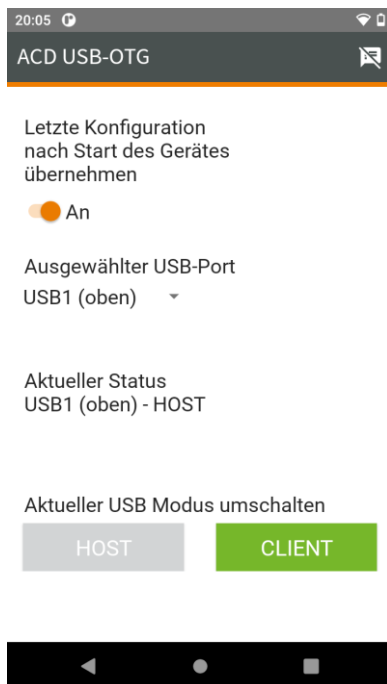 20:05
ACD USB-OTG
Letzte Konfiguration
nach Start des Gerätes
übernehmen
An
Ausgewählter USB-Port
USB1 (oben)
Aktueller Status
USB1 (oben) - HOST
Aktueller USB Modus umschalten
HOST CLIENT